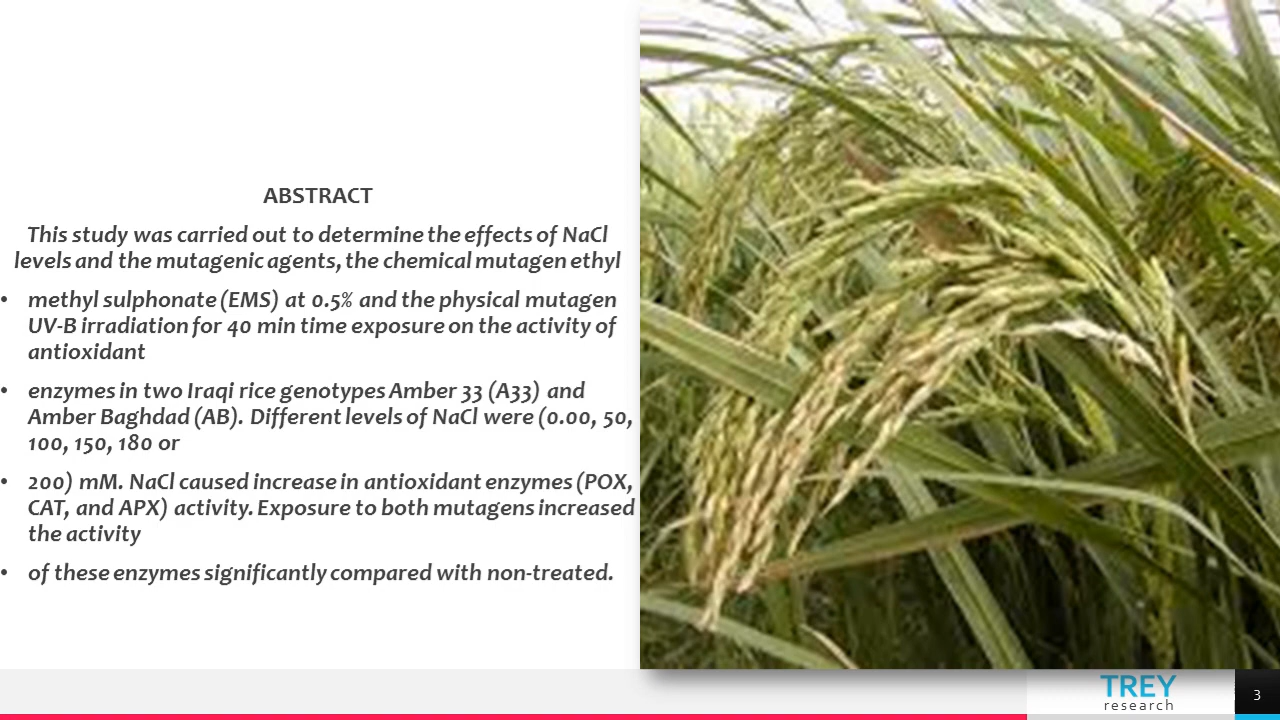 ABSTRACT
This study was carried out to determine the effects of NaCl
levels and the mutagenic agents, the chemical mutagen ethyl
• methyl sulphonate (EMS) at 0.5% and the physical mutagen
UV-B irradiation for 40 min time exposure on the activity of
antioxidant
• enzymes in two Iraqi rice genotypes Amber 33 (A33) and
Amber Baghdad (AB). Different levels of NaCl were (0.00, 50,
100, 150, 180 or
• 200) mM. NaCl caused increase in antioxidant enzymes (POX,
CAT, and APX) activity. Exposure to both mutagens increased
the activity
• of these enzymes significantly compared with non-treated.
TREY
research
3